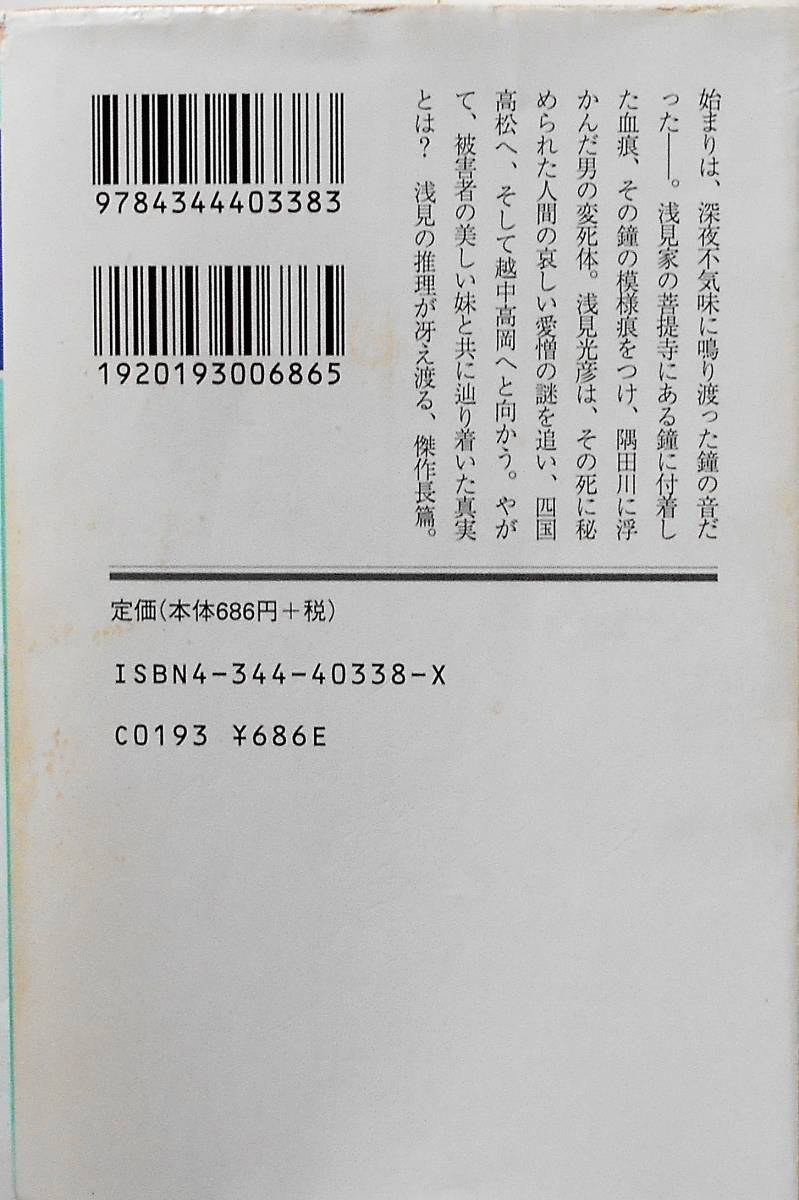 始まりは、深夜不気味に鳴り渡った鐘の音だ
った──。浅見家の菩提寺にある鐘に付着し
た血痕、その鐘の模様痕をつけ、隅田川に浮
かんだ男の変死体。浅見光彦は、その死に秘
められた人間の哀しい愛憎の謎を追い、四国
高松へ、そして越中高岡へと向かう。やが
て、被害者の美しい妹と共に辿り着いた真実
とは？　浅見の推理が冴え渡る、傑作長篇。
9784344403383
1920193006865
定価(本体686円＋税)
ISBN4-344-40338-X
C0193 ¥686E